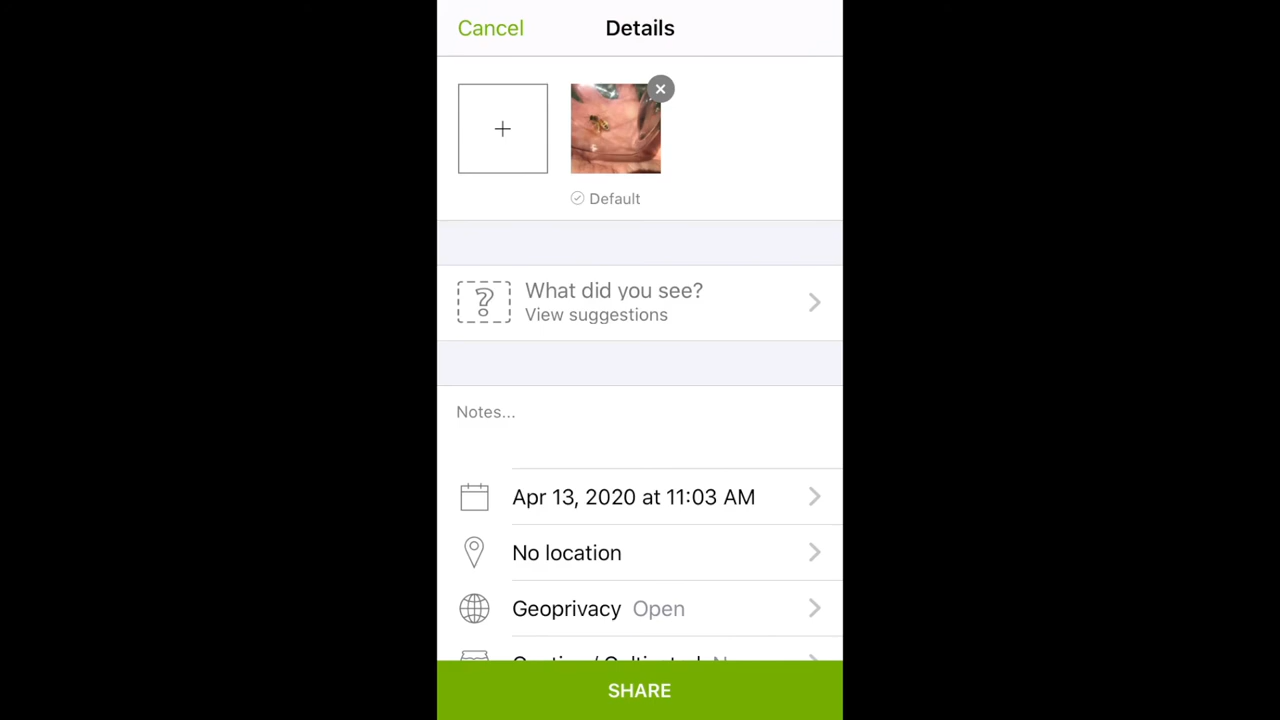 Cancel
Details
Default
What did you see?
View suggestions
Notes...
Apr 13, 2020 at 11:03 AM
No location
Geoprivacy Open
SHARE